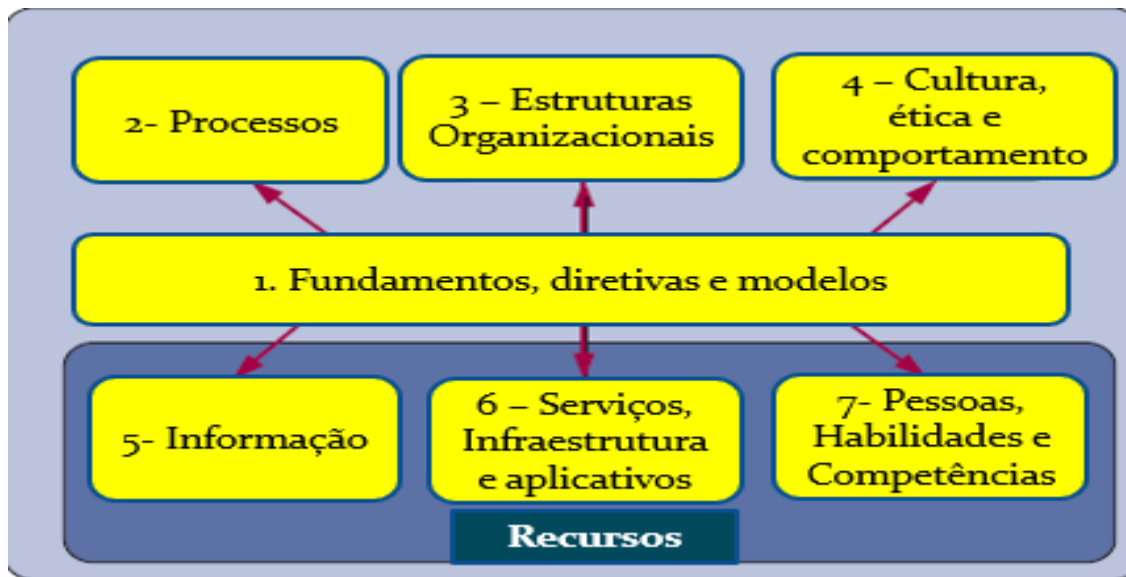 2- Processos
3 – Estruturas
Organizacionais
4 – Cultura,
ética e
comportamento
1. Fundamentos, diretivas e modelos
5- Informação
6 – Serviços,
Infraestrutura
e aplicativos
7- Pessoas,
Habilidades e
Competências
Recursos